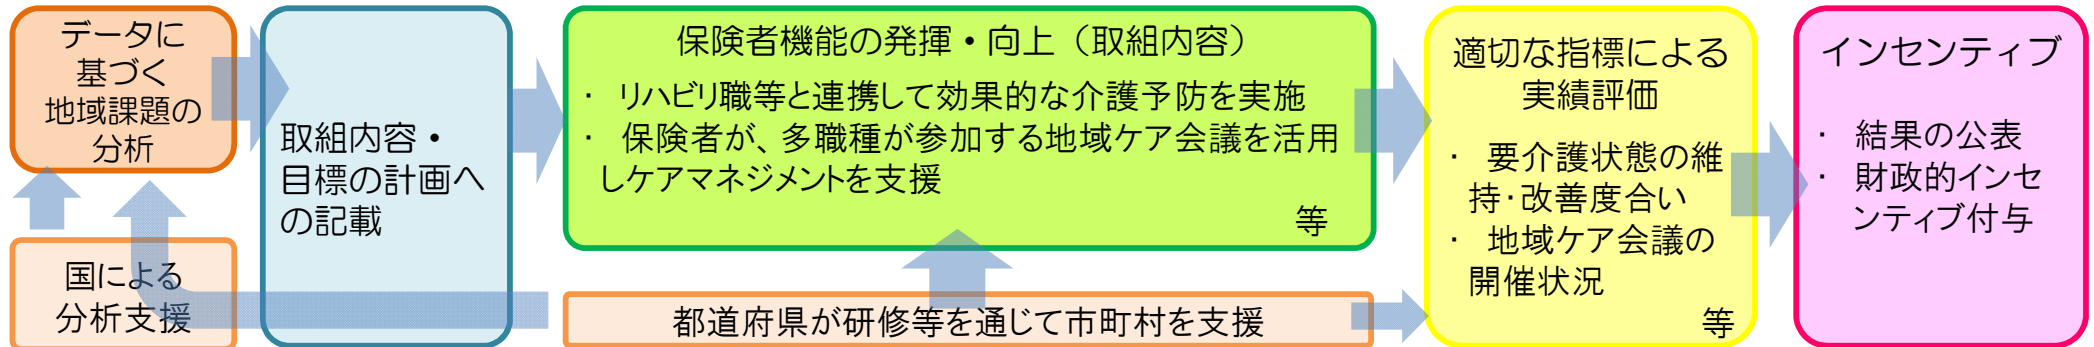 データに
基づく
地域課題の
分析
国による
分析支援
取組内容・
目標の計画へ
の記載
保険者機能の発揮・向上（取組内容）
・ リハビリ職等と連携して効果的な介護予防を実施
・ 保険者が、多職種が参加する地域ケア会議を活用
しケアマネジメントを支援
等
都道府県が研修等を通じて市町村を支援
適切な指標による
実績評価
・ 要介護状態の維
持・改善度合い
・ 地域ケア会議の
開催状況
等
インセンティブ
・ 結果の公表
・ 財政的インセ
ンティブ付与